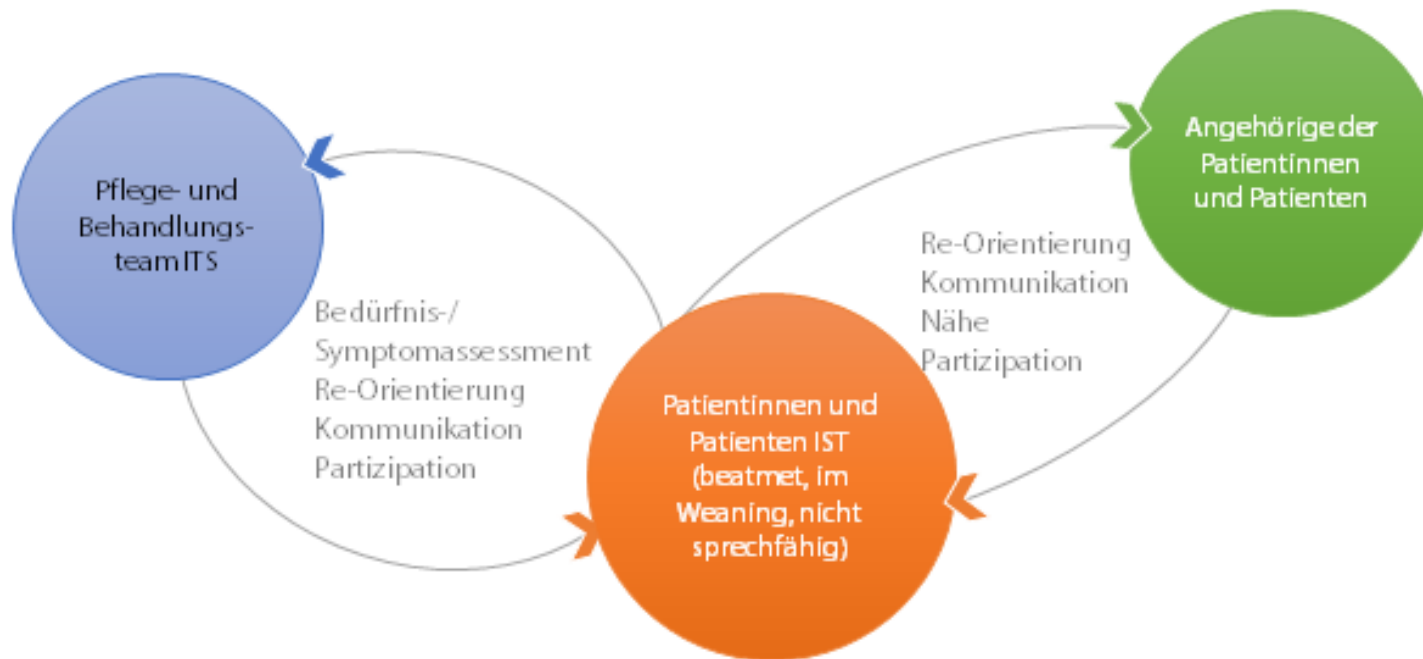 Pflege- und
Behandlungs-
team ITS
Bedürfnis-/
Symptomassessment
Re-Orientierung
Kommunikation
Partizipation
Patientinnen und
Patienten IST
(beatmet, im
Weaning, nicht
sprechfähig)
Re-Orientierung
Kommunikation
Nähe
Partizipation
Angehörige der
Patientinnen
und Patienten